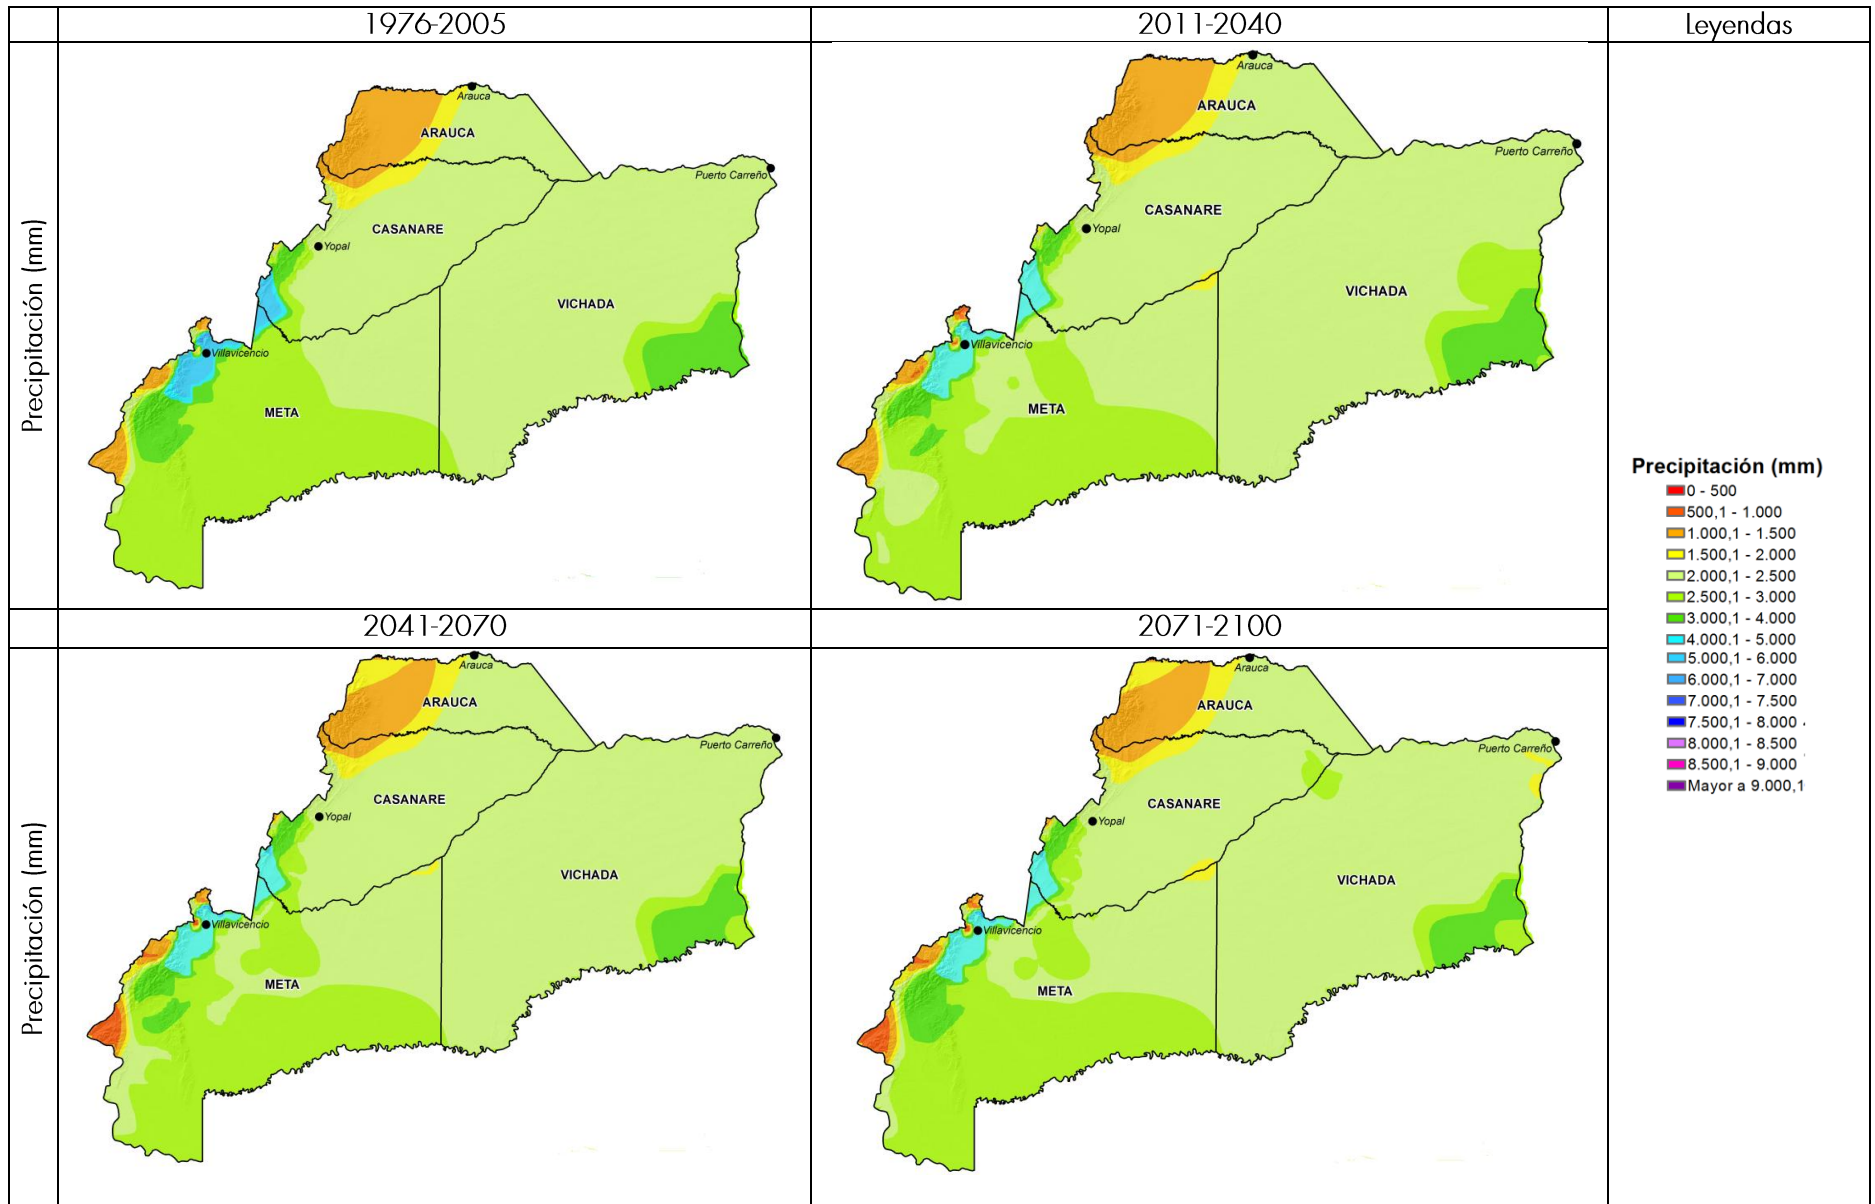 1976-2005
2011-2040
Leyendas
Precipitación (mm)
Arauca
ARAUCA
Puerto Carreño
CASANARE
Yopal
VICHADA
Villavicencio
META
Arauca
ARAUCA
Puerto Carreño
CASANARE
Yopal
VICHADA
Villavicencio
META
Precipitación (mm)
0 - 500
500,1 - 1.000
1.000,1 - 1.500
1.500,1 - 2.000
2.000,1 - 2.500
2.500,1 - 3.000
3.000,1 - 4.000
4.000.1 - 5.000
5.000,1 - 6.000
6.000,1 - 7.000
7.000,1 - 7.500
7.500,1 - 8.000
8.000,1 - 8.500
8.500,1 - 9.000
Mayor a 9.000,1
2041-2070
2071-2100
Precipitación (mm)
Arauca
ARAUCA
Puerto Carreño
CASANARE
Yopal
VICHADA
Villavicencio
META
Arauca
ARAUCA
Puerto Carreño
CASANARE
Yopal
VICHADA
Villavicencio
META